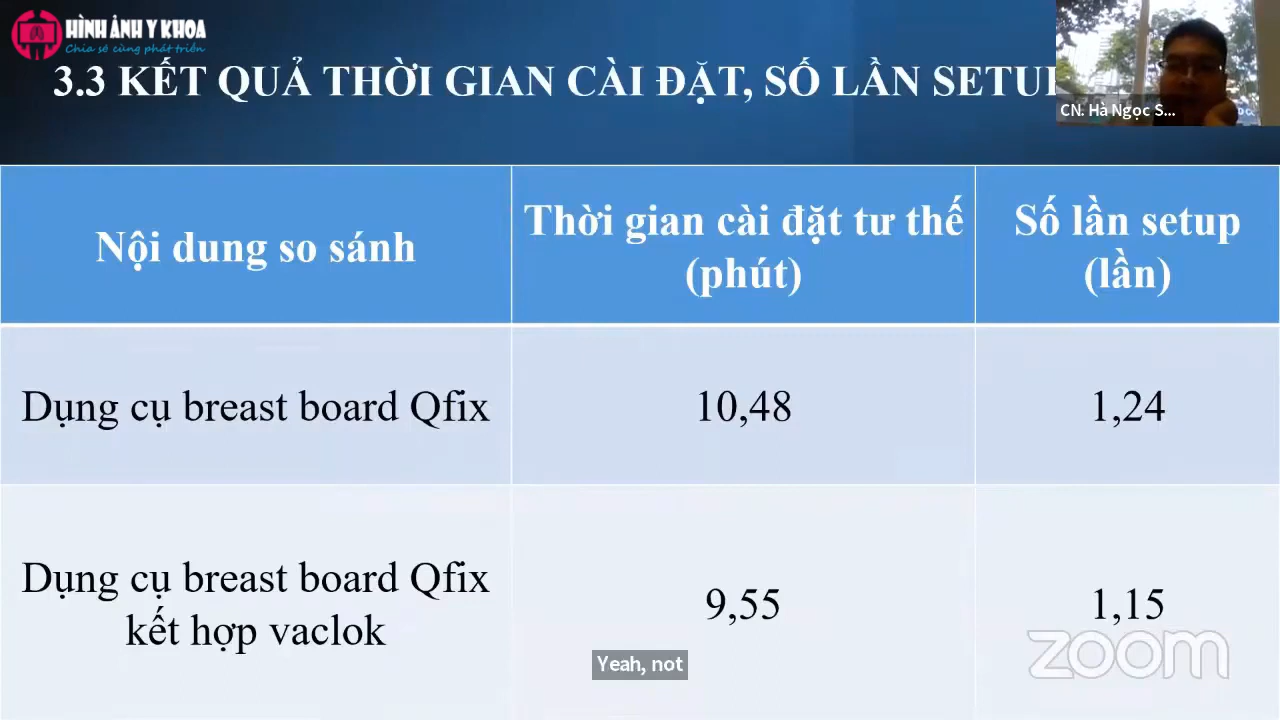 HÌNH ẢNH Y KHOA
Chia sẻ cùng phát triển
3.3 KẾT QUẢ THỜI GIAN CÀI ĐẶT, SỐ LẦN SETUP
CN. Hà Ngọc S...
Nội dung so sánh
Thời gian cài đặt tư thế
(phút)
Số lần setup
(lần)
Dụng cụ breast board Qfix
10,48
1,24
Dụng cụ breast board Qfix
kết hợp vaclok
9,55
1,15
Yeah, not
zoom